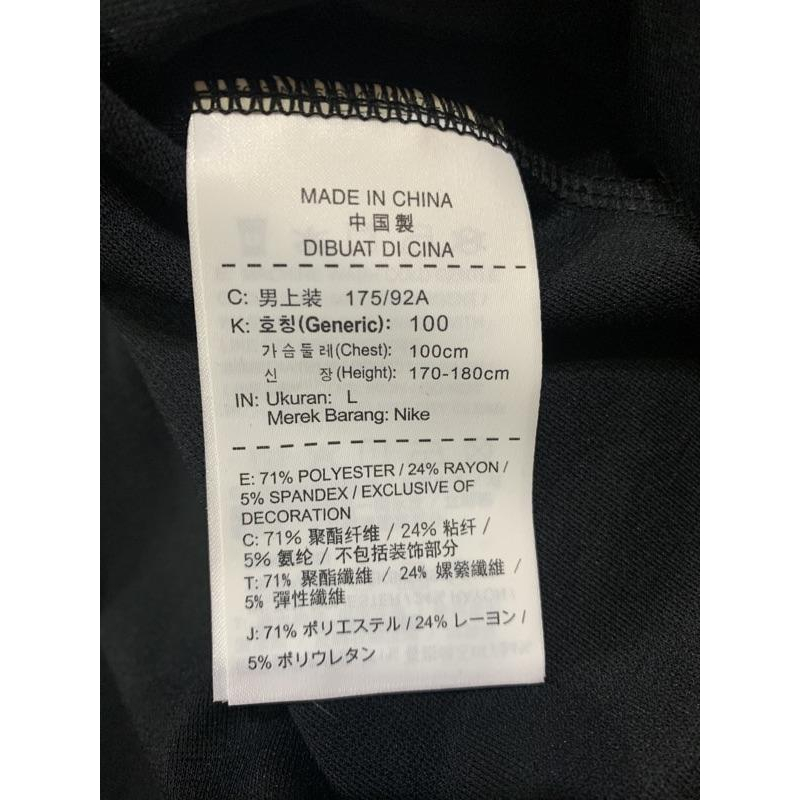 MADE IN CHINA
中国製
DIBUAT DI CINA
C: 男上装 175/92A
K: 호칭(Generic): 100
가슴둘레(Chest): 100cm
신 장(Height): 170-180cm
IN: Ukuran: L
Merek Barang: Nike
E: 71% POLYESTER / 24% RAYON /
5% SPANDEX / EXCLUSIVE OF
DECORATION
C: 71% 聚酯纤维 / 24% 粘纤 /
5% 氨纶 / 不包括装饰部分
T: 71% 聚酯纖維 / 24% 嫘縈纖維 /
5% 彈性纖維
J: 71% ポリエステル / 24% レーヨン /
5% ポリウレタン